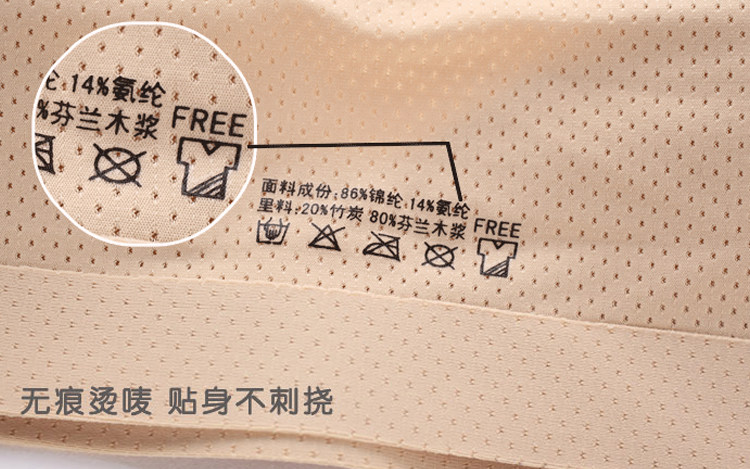 仑 14%氨纶
%芬兰木浆 FREE
面料成份:86%锦纶 14%氨纶
里料:20%竹炭 80%芬兰木浆 FREE
无痕烫唛 贴身不刺挠